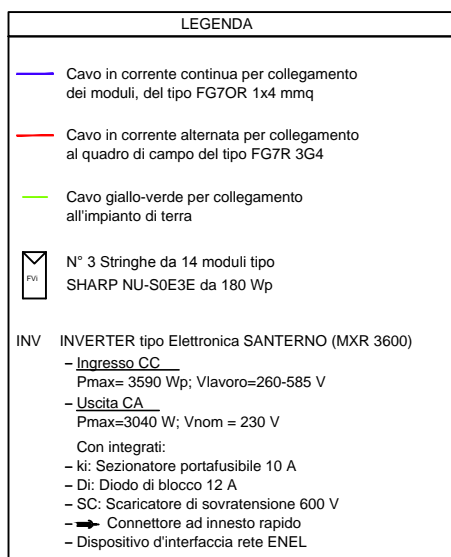 LEGENDA
Cavo in corrente continua per collegamento
dei moduli, del tipo FG7OR 1x4 mmq
Cavo in corrente alternata per collegamento
al quadro di campo del tipo FG7R 3G4
Cavo giallo-verde per collegamento
all'impianto di terra
FVi
N° 3 Stringhe da 14 moduli tipo
SHARP NU-S0E3E da 180 Wp
INV INVERTER tipo Elettronica SANTERNO (MXR 3600)
– Ingresso CC
Pmax= 3590 Wp; Vlavoro=260-585 V
– Uscita CA
Pmax=3040 W; Vnom = 230 V
Con integrati:
– ki: Sezionatore portafusibile 10 A
– Di: Diodo di blocco 12 A
– SC: Scaricatore di sovratensione 600 V
– Connettore ad innesto rapido
– Dispositivo d'interfaccia rete ENEL